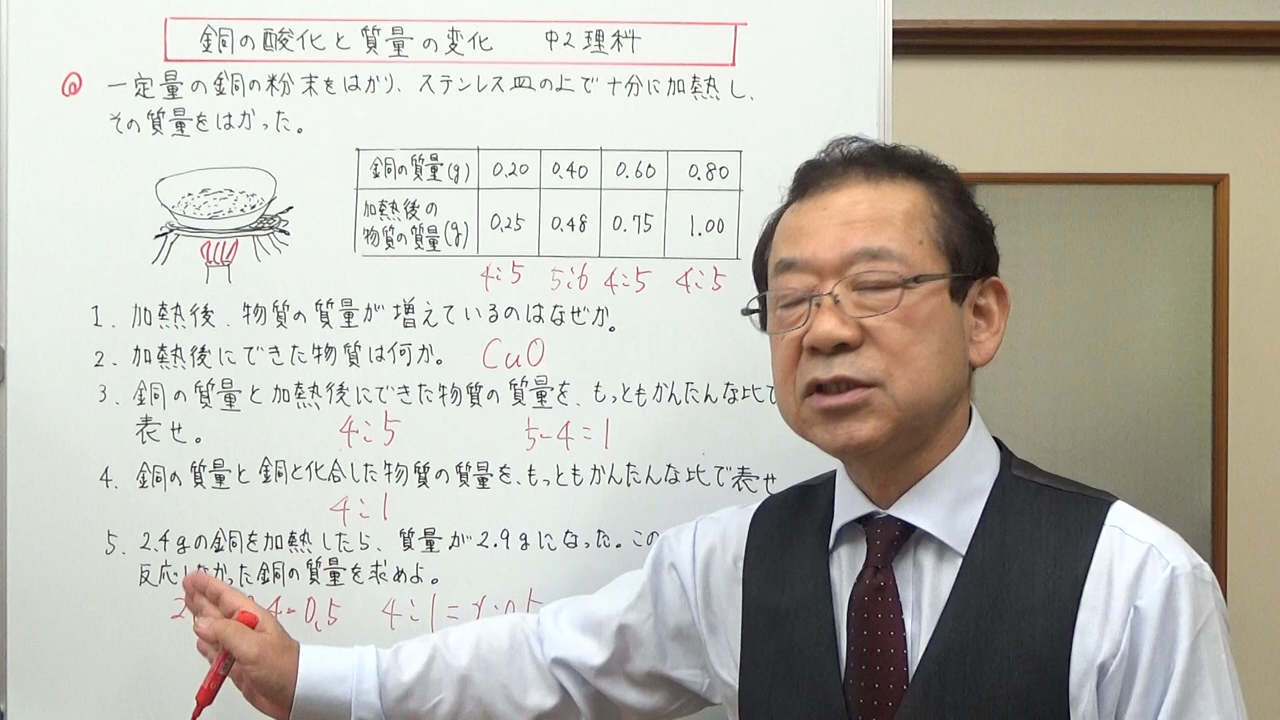 銅の酸化と質量の変化 中2理科
Q 一定量の銅の粉末をはかり、ステンレス皿の上で十分に加熱し、
その質量をはかった。
銅の質量(g) 0.20 0.40 0.60 0.80
加熱後の
物質の質量(g) 0.25 0.48 0.75 1.00
4:5 5:6 4:5 4:5
1. 加熱後、物質の質量が増えているのはなぜか。
2. 加熱後にできた物質は何か。 CuO
3. 銅の質量と加熱後にできた物質の質量を、もっともかんたんな比で
表せ。 4:5 5-4=1
4. 銅の質量と銅と化合した物質の質量を、もっともかんたんな比で表せ
4:1
5. 2.4gの銅を加熱したら、質量が2.9gになった。この
反応しなかった銅の質量を求めよ。
4=0.5 4:1=x:0.5